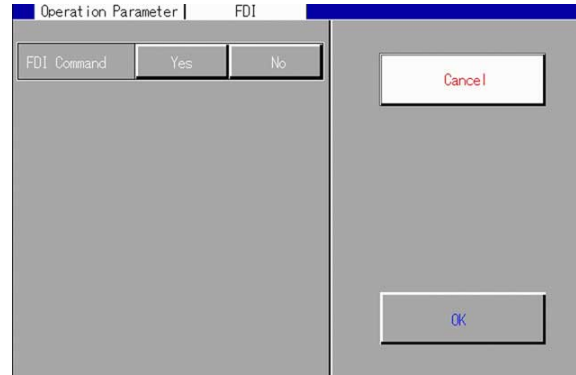 Operation Parameter FDI
FDI Command Yes No
Cancel
OK